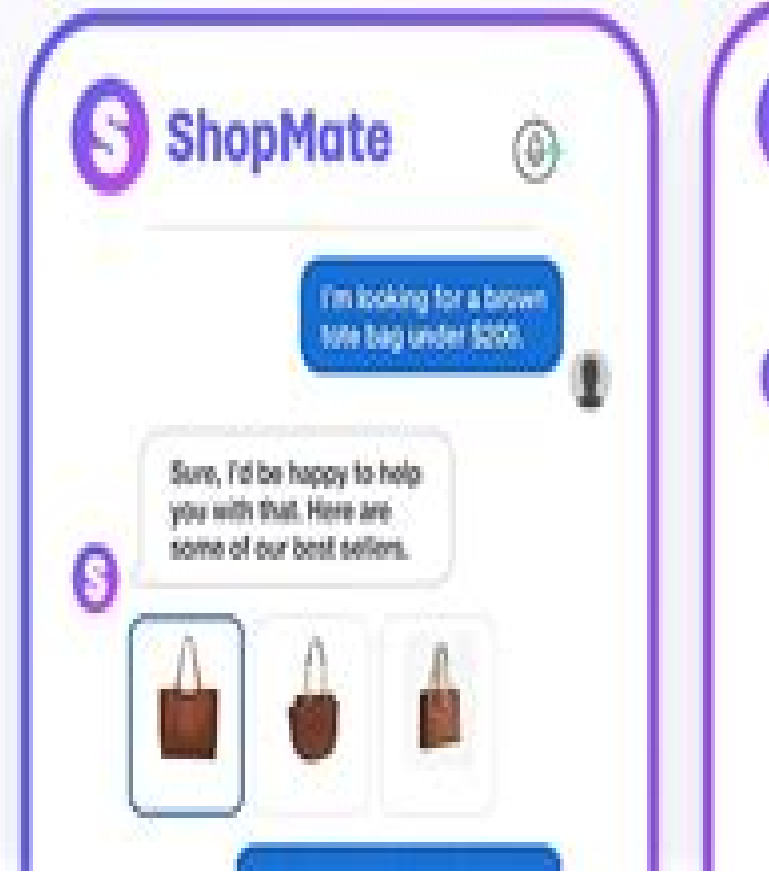 ShopMate
I'm looking for a brown
tote bag under $200.
Sure, I'd be happy to help
you with that. Here are
some of our best sellers.